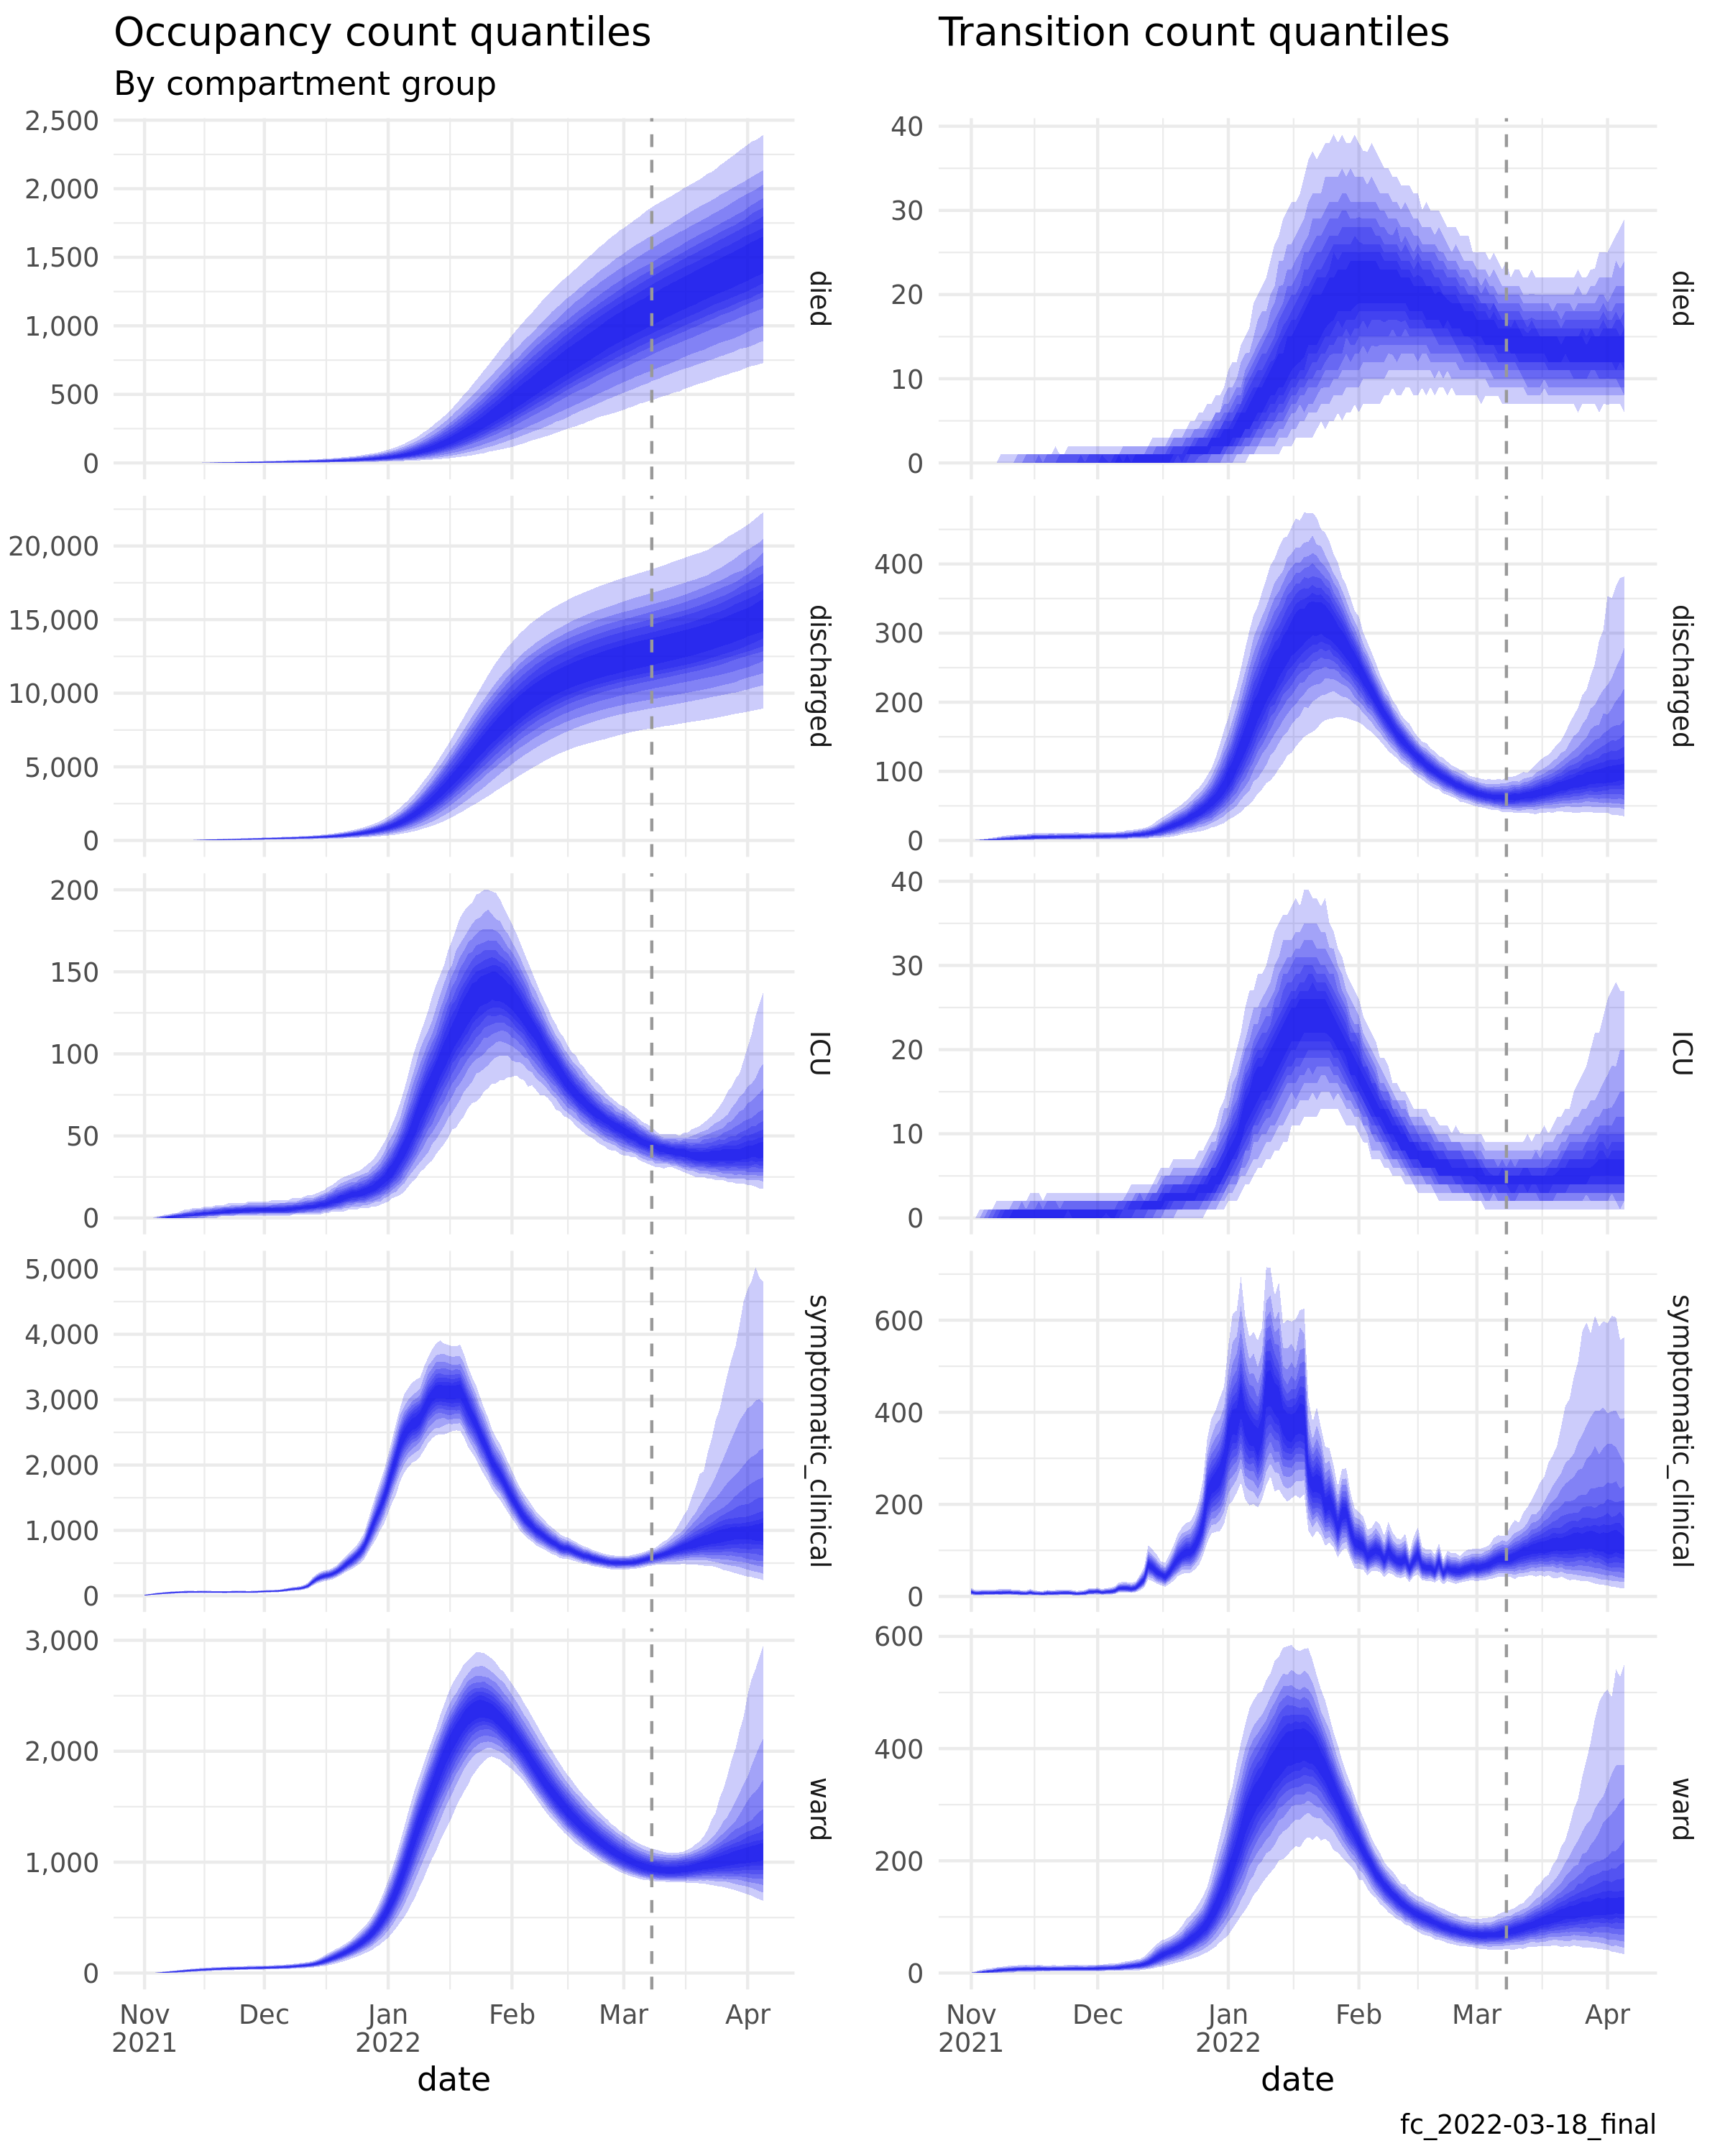 Occupancy count quantiles
By compartment group
Transition count quantiles
2,500
2,000
1,500
1,000
500
0
died
40
30
20
10
0
died
20,000
15,000
10,000
5,000
0
discharged
400
300
200
100
0
discharged
200
150
100
50
0
ICU
40
30
20
10
0
ICU
5,000
4,000
3,000
2,000
1,000
0
symptomatic_clinical
600
400
200
0
symptomatic_clinical
3,000
2,000
1,000
0
ward
600
400
200
0
ward
Nov Dec Jan Feb Mar Apr
2021 2022
date
Nov Dec Jan Feb Mar Apr
2021 2022
date
fc_2022-03-18_final